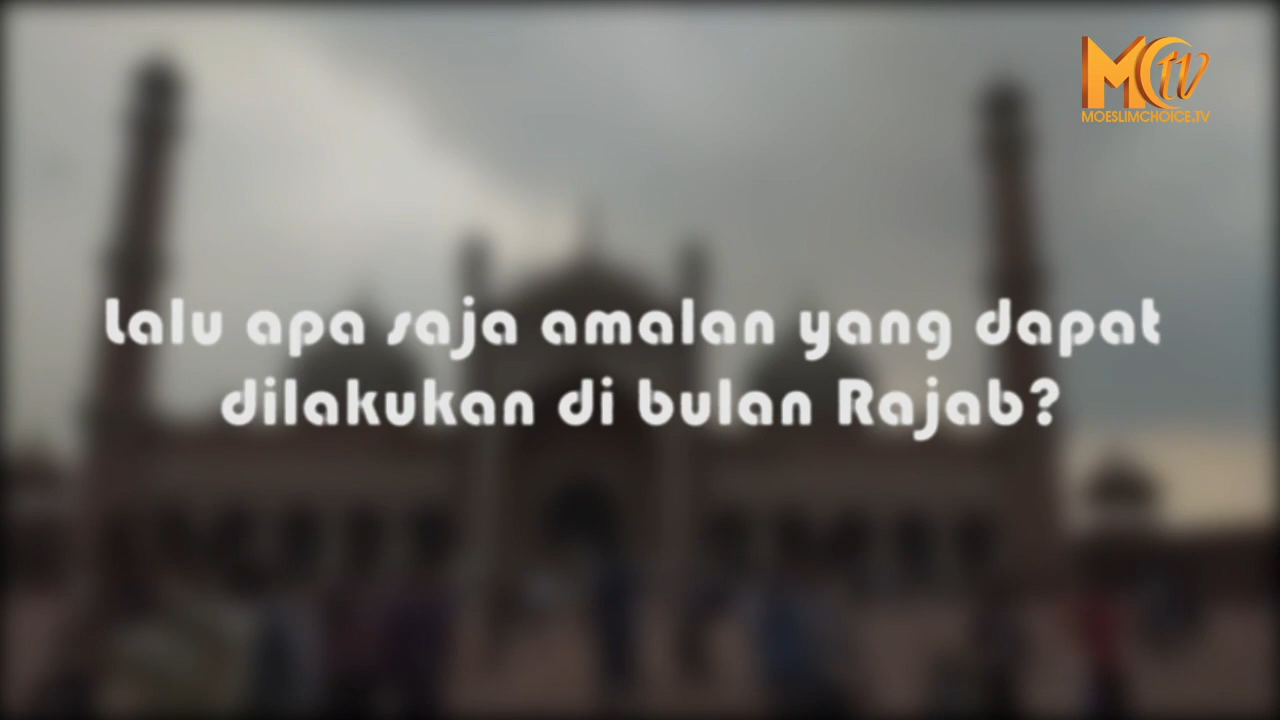 MCtv
MOESLIMCHOICE.TV
Lalu apa saja amalan yang dapat
dilakukan di bulan Rajab?